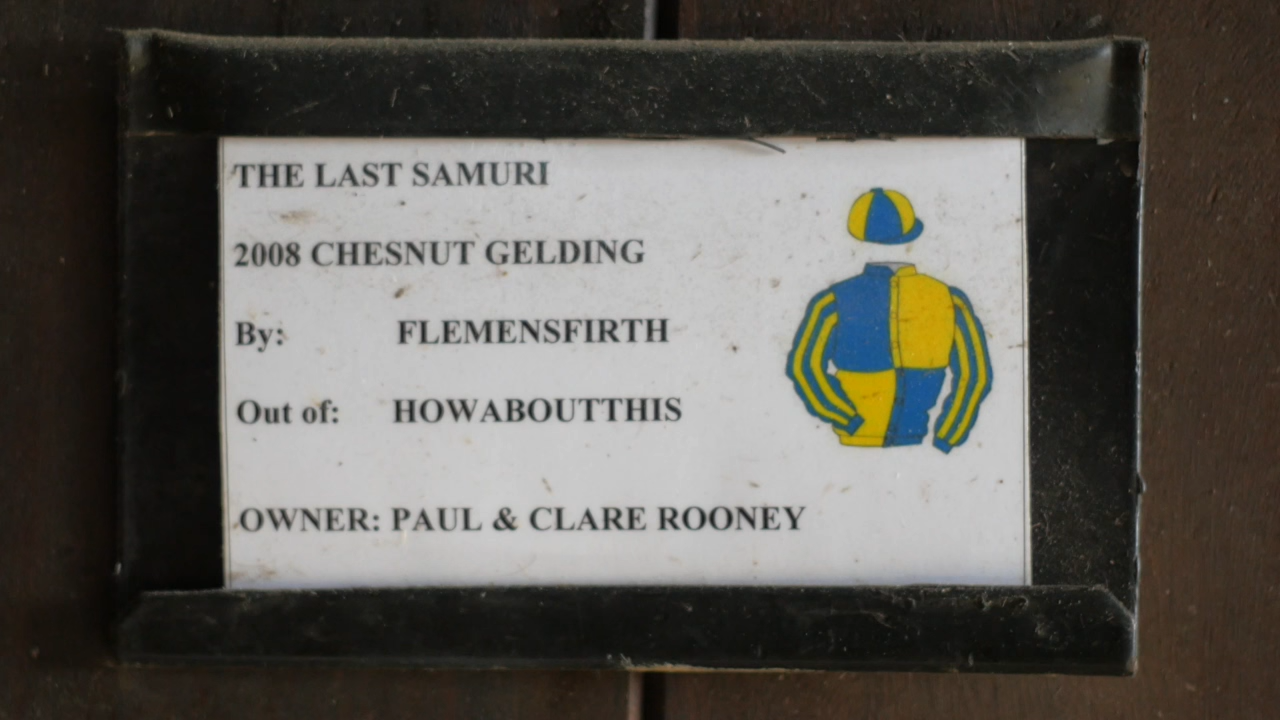 THE LAST SAMURI
2008 CHESNUT GELDING
By: FLEMENSFIRTH
Out of: HOWABOUTTHIS
OWNER: PAUL & CLARE ROONEY